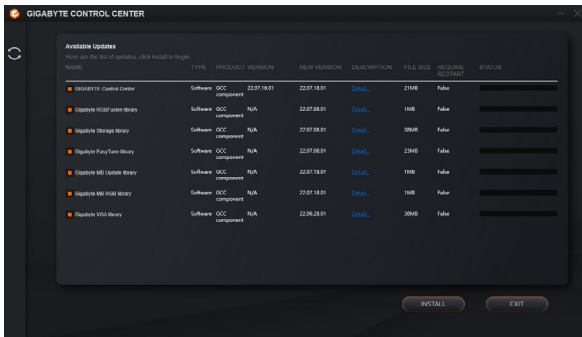 GIGABYTE CONTROL CENTER
Available Updates
Here are the list of updates, click install to begin
NAME TYPE PRODUCT VERSION NEW VERSION DESCRIPTION FILE SIZE REQUIRE RESTART STATUS
GIGABYTE Control Center Software GCC component 22.07.16.01 22.07.18.01 Detail... 21MB False
Gigabyte RGBFusion library Software GCC component N/A 22.07.08.01 Detail... 1MB False
Gigabyte Storage library Software GCC component N/A 22.07.08.01 Detail... 38MB False
Gigabyte EasyTune library Software GCC component N/A 22.07.08.01 Detail... 23MB False
Gigabyte MB Update library Software GCC component N/A 22.07.18.01 Detail... 1MB False
Gigabyte MB RGB library Software GCC component N/A 22.07.18.01 Detail... 1MB False
Gigabyte VGA library Software GCC component N/A 22.06.28.01 Detail... 38MB False
INSTALL EXIT